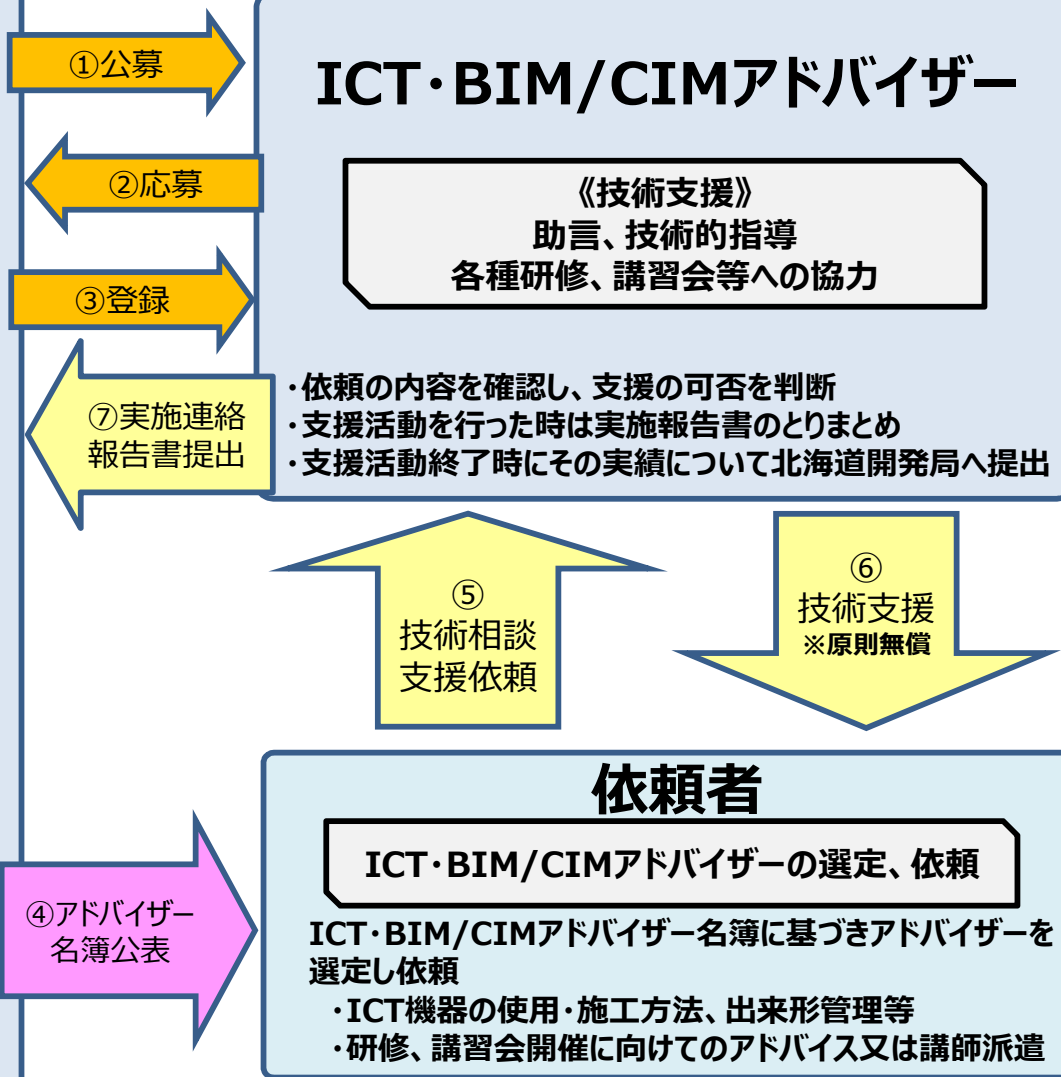 ①公募
ICT・BIM/CIMアドバイザー
②応募
《技術支援》
助言、技術的指導
各種研修、講習会等への協力
③登録
⑦実施連絡
報告書提出
・依頼の内容を確認し、支援の可否を判断
・支援活動を行った時は実施報告書のとりまとめ
・支援活動終了時にその実績について北海道開発局へ提出
⑤
技術相談
支援依頼
⑥
技術支援
※原則無償
依頼者
ICT・BIM/CIMアドバイザーの選定、依頼
④アドバイザー
名簿公表
ICT・BIM/CIMアドバイザー名簿に基づきアドバイザーを
選定し依頼
・ICT機器の使用・施工方法、出来形管理等
・研修、講習会開催に向けてのアドバイス又は講師派遣